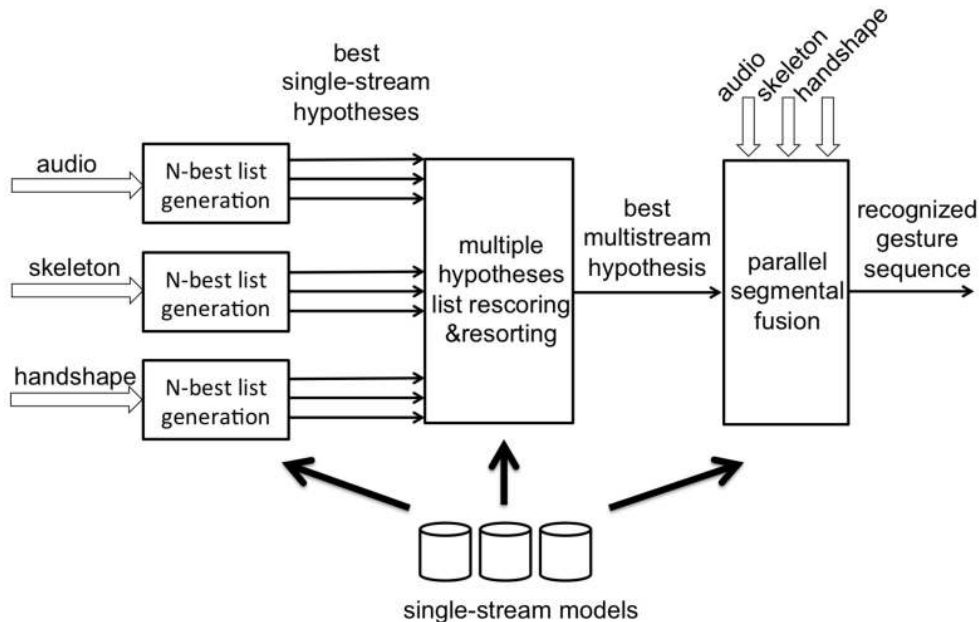 best
single-stream
hypotheses
audio
skeleton
handshape
audio
N-best list
generation
skeleton
N-best list
generation
handshape
N-best list
generation
multiple
hypotheses
list rescoring
&resorting
best
multistream
hypothesis
parallel
segmental
fusion
recognized
gesture
sequence
single-stream models